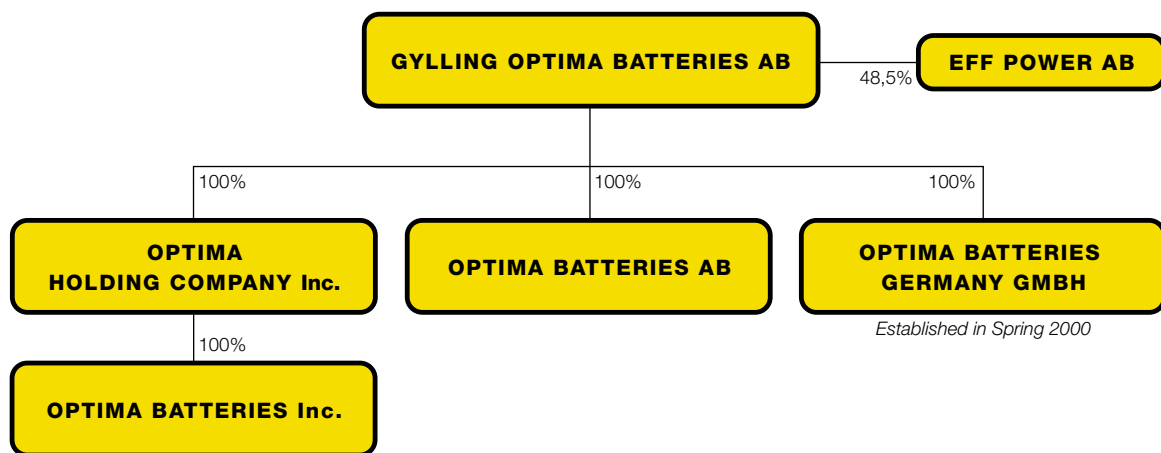 GYLLING OPTIMA BATTERIES AB
EFF POWER AB
48,5%
100%
100%
100%
OPTIMA
HOLDING COMPANY Inc.
OPTIMA BATTERIES AB
OPTIMA BATTERIES
GERMANY GMBH
Established in Spring 2000
100%
OPTIMA BATTERIES Inc.